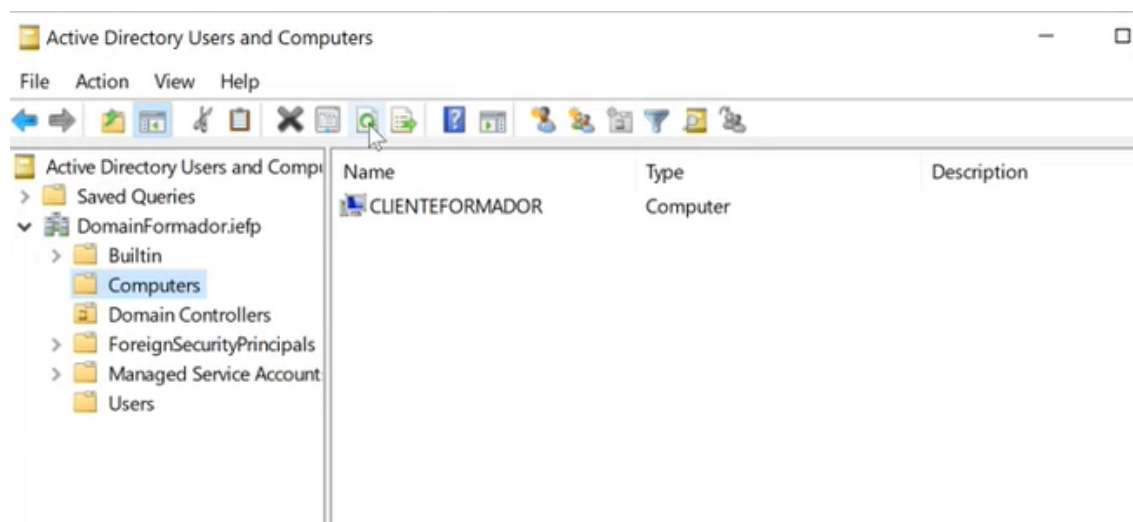 Active Directory Users and Computers
File Action View Help
Active Directory Users and Compu
Name Type Description
Saved Queries
CLIENTEFORMADOR Computer
DomainFormador.iefp
Builtin
Computers
Domain Controllers
ForeignSecurityPrincipals
Managed Service Account
Users